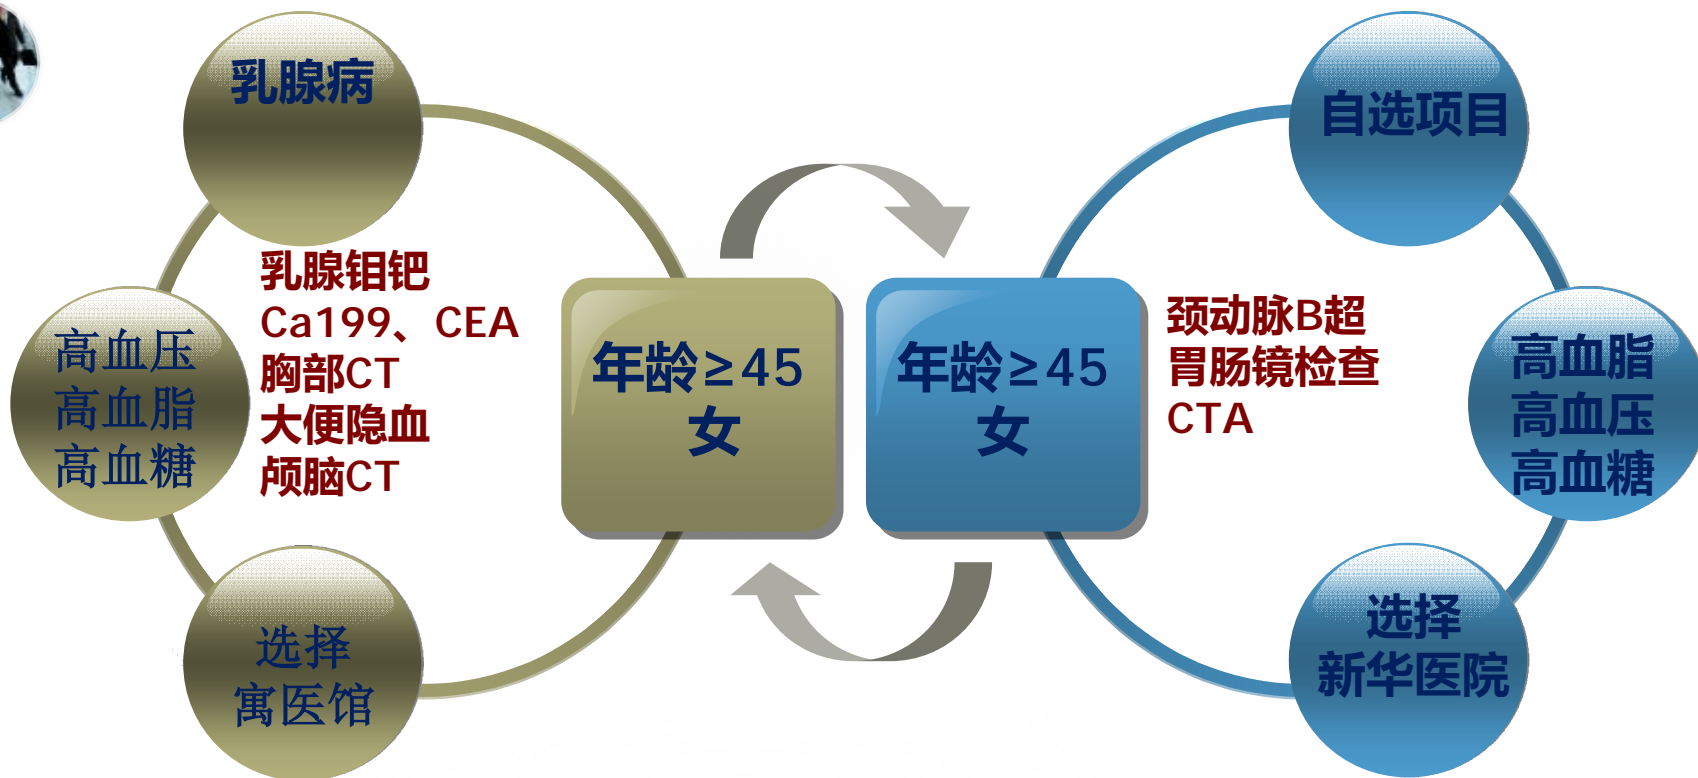 乳腺病
高血压
高血脂
高血糖
选择
寓医馆
乳腺钼钯
Ca199、CEA
胸部CT
大便隐血
颅脑CT
年龄≥45
女
年龄≥45
女
颈动脉B超
胃肠镜检查
CTA
自选项目
高血脂
高血压
高血糖
选择
新华医院